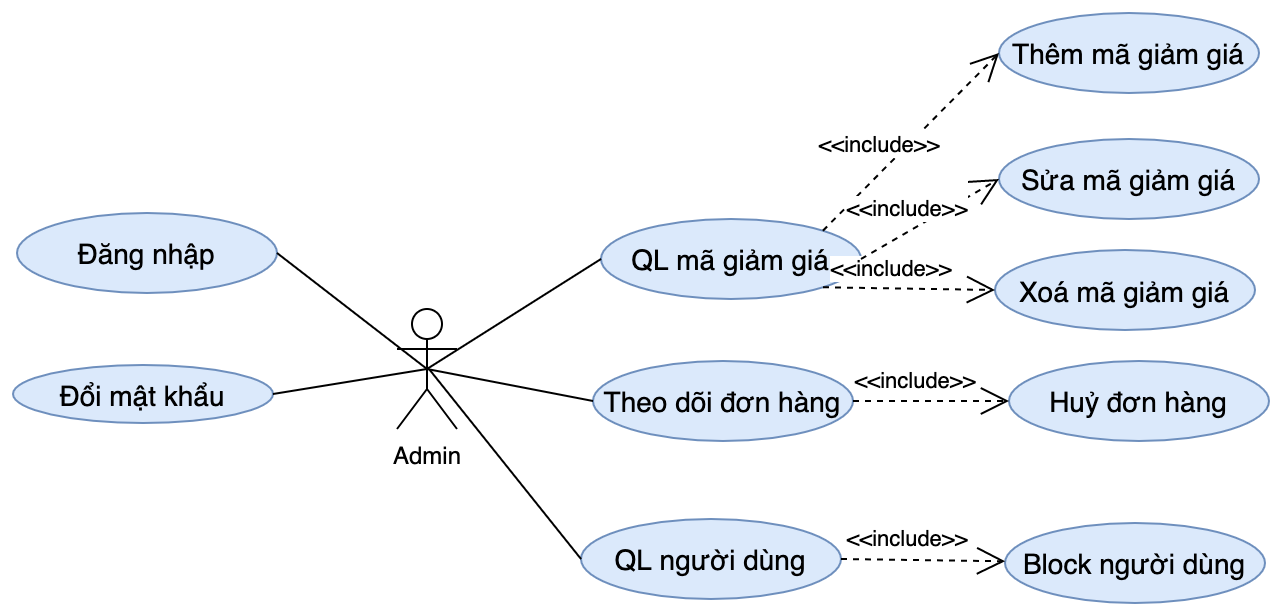 Thêm mã giảm giá
<<include>>
Sửa mã giảm giá
<<include>>
Đăng nhập
QL mã giảm giá
<<include>>
Xoá mã giảm giá
Đổi mật khẩu
Theo dõi đơn hàng
<<include>>
Huỷ đơn hàng
Admin
QL người dùng
<<include>>
Block người dùng